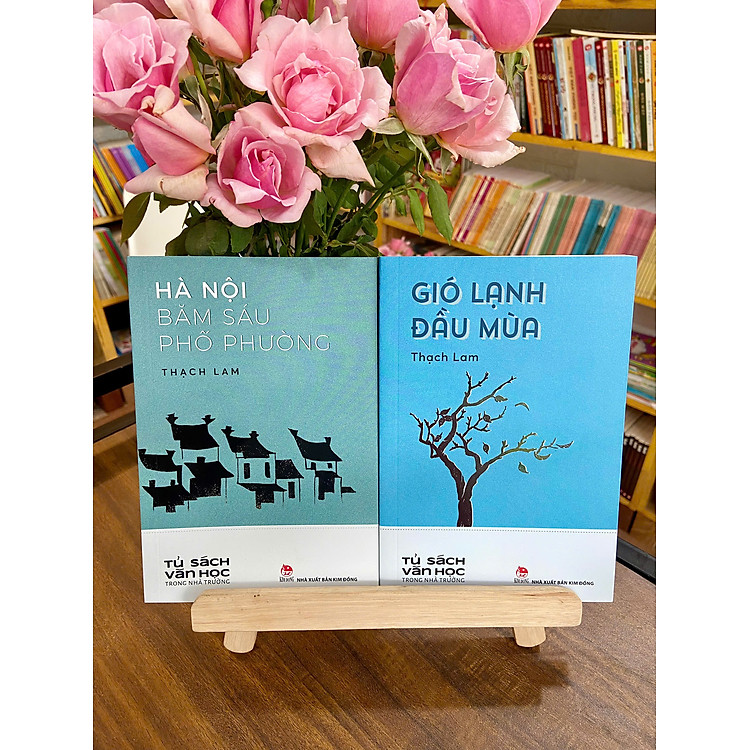 HÀ NỘI
BĂM SÁU
PHỐ PHƯỜNG
THẠCH LAM
TỦ SÁCH
VĂN HỌC
TRONG NHÀ TRƯỜNG
NHÀ XUẤT BẢN KIM ĐỒNG
GIÓ LẠNH
ĐẦU MÙA
Thạch Lam
TỦ SÁCH
VĂN HỌC
TRONG NHÀ TRƯỜNG
NHÀ XUẤT BẢN KIM ĐỒNG